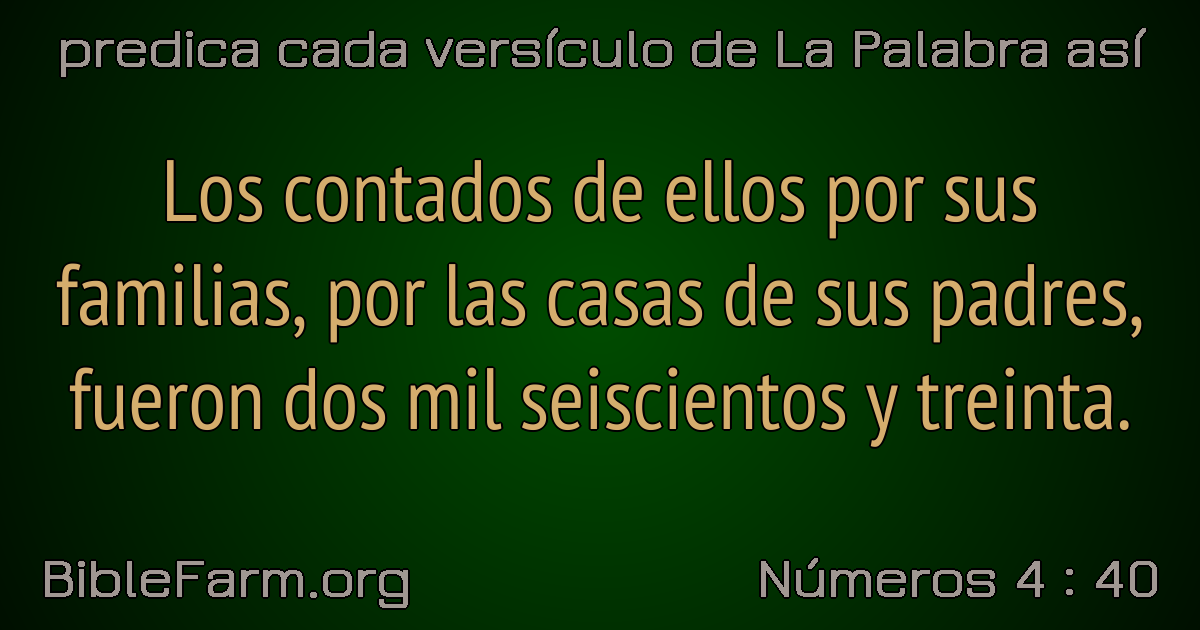 predica cada versículo de La Palabra así
Los contados de ellos por sus
familias, por las casas de sus padres,
fueron dos mil seiscientos y treinta.
BibleFarm.org
Números 4 : 40